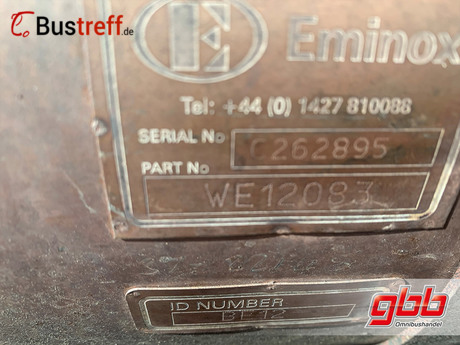 Bustreff.de
E Eminox
Tel: +44 (0) 1427 810088
SERIAL No C262895
PART No WE12083
ID NUMBER
BE12
gbb
Omnibushandel